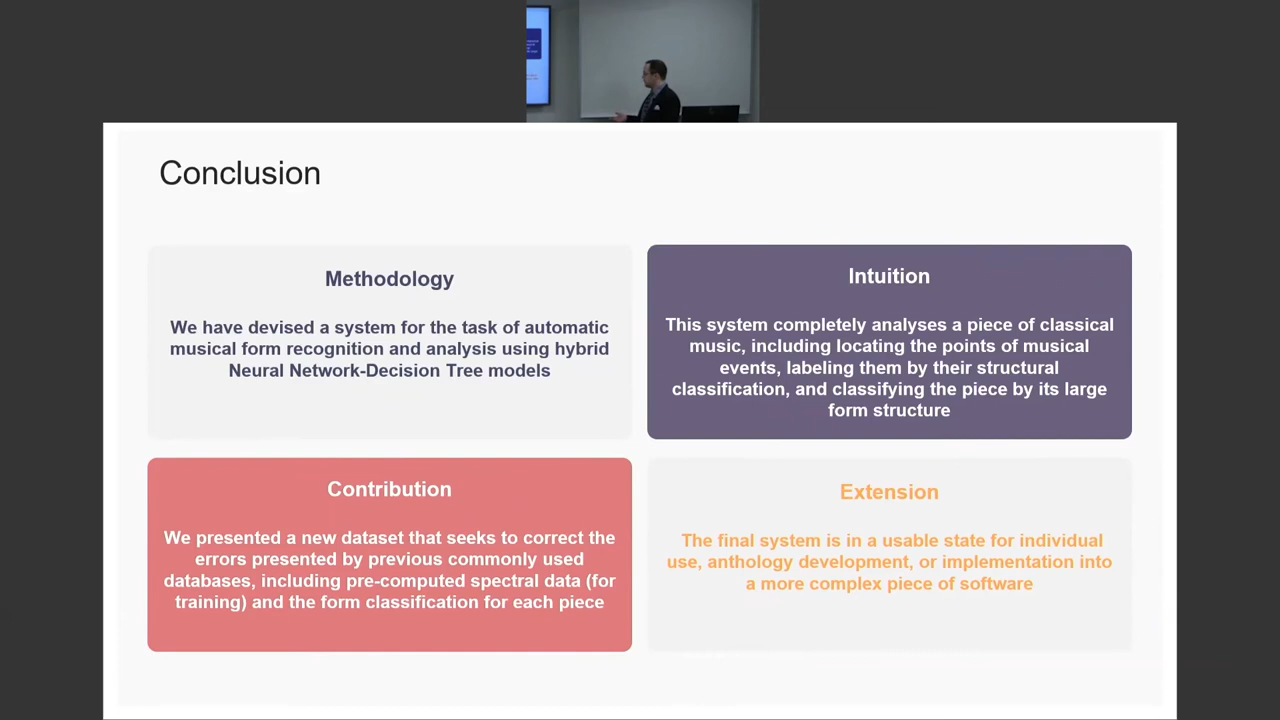 Conclusion
Methodology
We have devised a system for the task of automatic
musical form recognition and analysis using hybrid
Neural Network-Decision Tree models
Intuition
This system completely analyses a piece of classical
music, including locating the points of musical
events, labeling them by their structural
classification, and classifying the piece by its large
form structure
Contribution
We presented a new dataset that seeks to correct the
errors presented by previous commonly used
databases, including pre-computed spectral data (for
training) and the form classification for each piece
Extension
The final system is in a usable state for individual
use, anthology development, or implementation into
a more complex piece of software